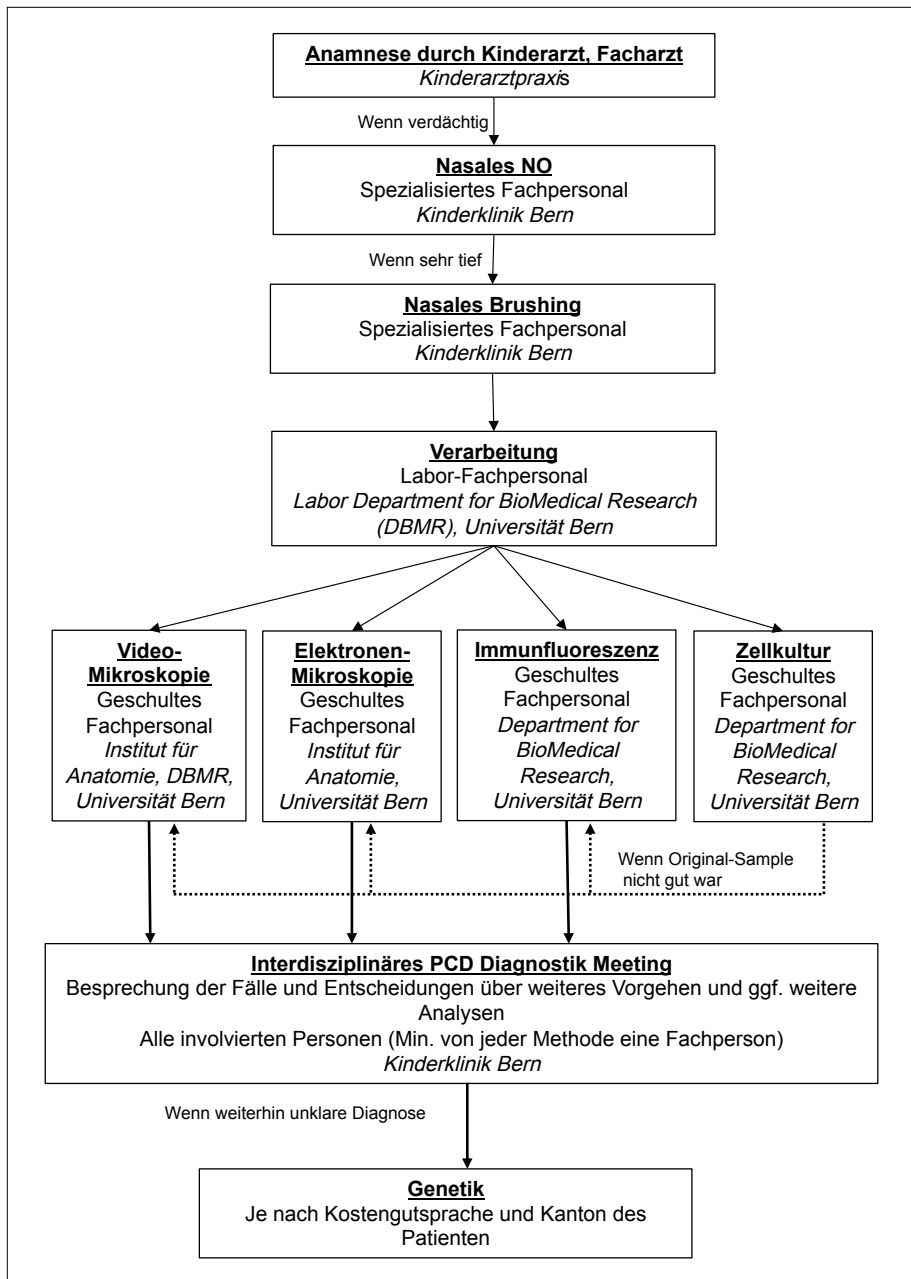 Anamnese durch Kinderarzt, Facharzt
Kinderarztpraxis
Wenn verdächtig
Nasales NO
Spezialisiertes Fachpersonal
Kinderklinik Bern
Wenn sehr tief
Nasales Brushing
Spezialisiertes Fachpersonal
Kinderklinik Bern
Verarbeitung
Labor-Fachpersonal
Labor Department for BioMedical Research
(DBMR), Universität Bern
Video-
Mikroskopie
Geschultes
Fachpersonal
Institut für
Anatomie, DBMR,
Universität Bern
Elektronen-
Mikroskopie
Geschultes
Fachpersonal
Institut für
Anatomie,
Universität Bern
Immunfluoreszenz
Geschultes
Fachpersonal
Department for
BioMedical
Research,
Universität Bern
Zellkultur
Geschultes
Fachpersonal
Department for
BioMedical
Research,
Universität Bern
Wenn Original-Sample
nicht gut war
Interdisziplinäres PCD Diagnostik Meeting
Besprechung der Fälle und Entscheidungen über weiteres Vorgehen und ggf. weitere
Analysen
Alle involvierten Personen (Min. von jeder Methode eine Fachperson)
Kinderklinik Bern
Wenn weiterhin unklare Diagnose
Genetik
Je nach Kostengutsprache und Kanton des
Patienten